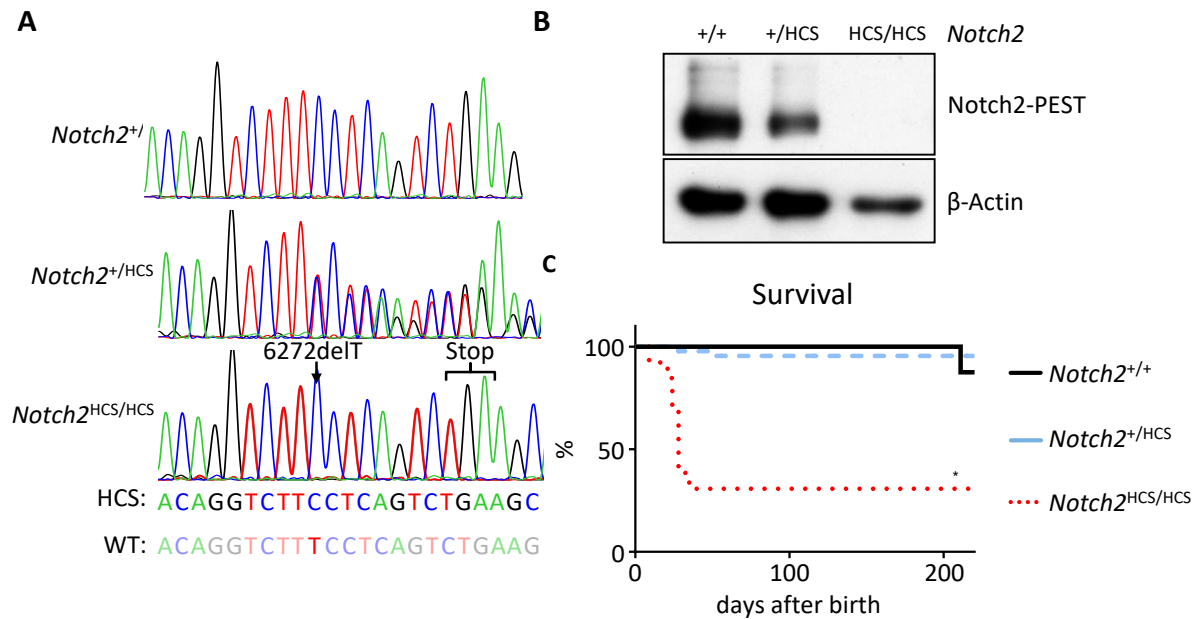 A
Notch2+/
Notch2+/HCS
6272delT
Stop
Notch2HCS/HCS
HCS: ACAGGTCTTCCTCAGTCTGAAGC
WT: ACAGGTCTTTCCTCAGTCTGAAG
B
+/+ +/HCS HCS/HCS Notch2
Notch2-PEST
β-Actin
C
Survival
100
50
0
%
*
0 100 200
days after birth
Notch2+/+
Notch2+/HCS
Notch2HCS/HCS